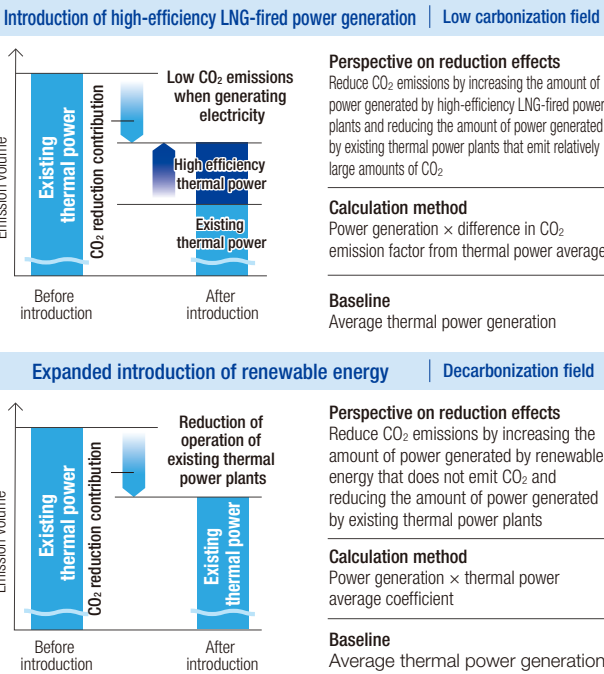 Introduction of high-efficiency LNG-fired power generation | Low carbonization field
Emission volume
Existing
thermal power
CO₂ reduction contribution
Low CO₂ emissions
when generating
electricity
High efficiency
thermal power
Existing
thermal power
Before
introduction
After
introduction
Perspective on reduction effects
Reduce CO₂ emissions by increasing the amount of
power generated by high-efficiency LNG-fired power
plants and reducing the amount of power generated
by existing thermal power plants that emit relatively
large amounts of CO₂
Calculation method
Power generation × difference in CO₂
emission factor from thermal power average
Baseline
Average thermal power generation
Expanded introduction of renewable energy | Decarbonization field
Emission volume
Existing
thermal power
CO₂ reduction contribution
Reduction of
operation of
existing thermal
power plants
Existing
thermal power
Before
introduction
After
introduction
Perspective on reduction effects
Reduce CO₂ emissions by increasing the
amount of power generated by renewable
energy that does not emit CO₂ and
reducing the amount of power generated
by existing thermal power plants
Calculation method
Power generation × thermal power
average coefficient
Baseline
Average thermal power generation